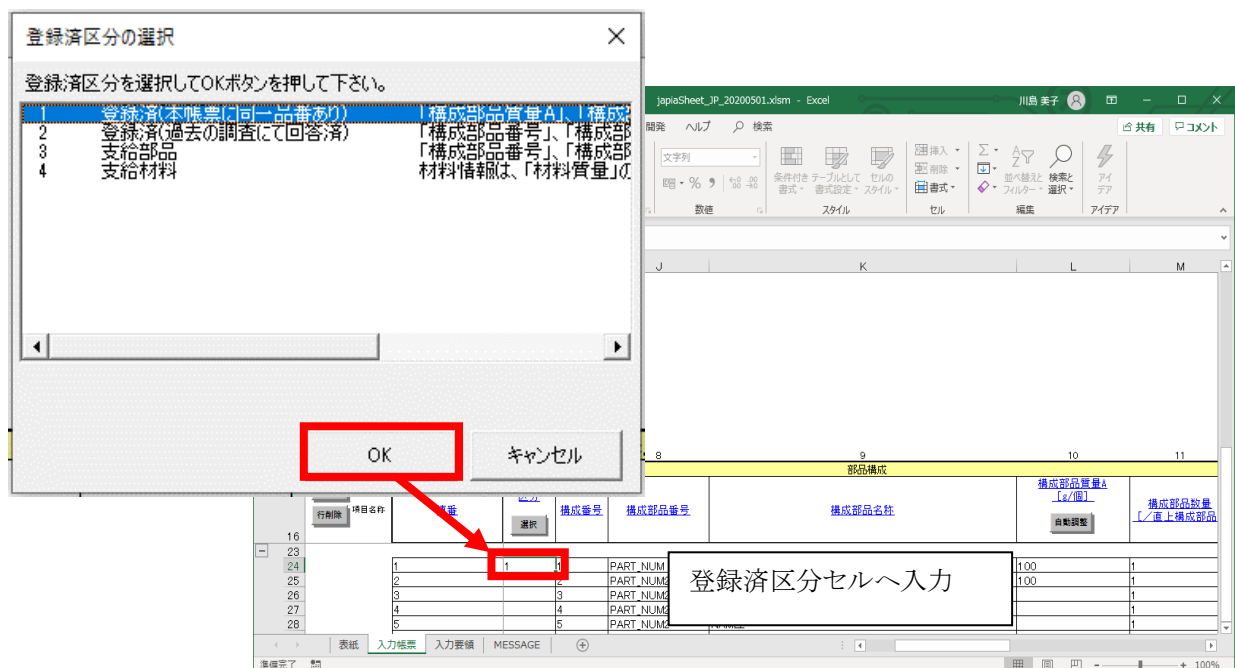 登録済区分の選択
登録済区分を選択してOKボタンを押して下さい。
1 登録済(本帳票に同一品番あり) 「構成部品質量A」、「構成
2 登録済(過去の調査にて回答済) 「構成部品番号」、「構成部
3 支給部品 「構成部品番号」、「構成部
4 支給材料 材料情報は、「材料質量」の
OK キャンセル
japiaSheet_JP_20200501.xlsm - Excel 川島 美子
開発 ヘルプ 検索 共有 コメント
文字列
条件付き書式 テーブルとして書式設定 セルのスタイル
挿入 削除 書式
並べ替えと フィルター 検索と 選択 アイデア
数値 スタイル セル 編集 アイデア
J K L M
8 9 10 11
部品構成
行削除 項目名称 区分 選択 構成番号 構成部品番号 構成部品名称 構成部品質量A [g/個] 自動調整 構成部品数量 [/直上構成部品
16
23
24 1 1 1 PART_NUM 100 1
25 2 2 PART_NUM2 100 1
26 3 3 PART_NUM2 1
27 4 4 PART_NUM2 1
28 5 5 PART_NUM2 1
登録済区分セルへ入力
表紙 入力帳票 入力要領 MESSAGE
準備完了 100%